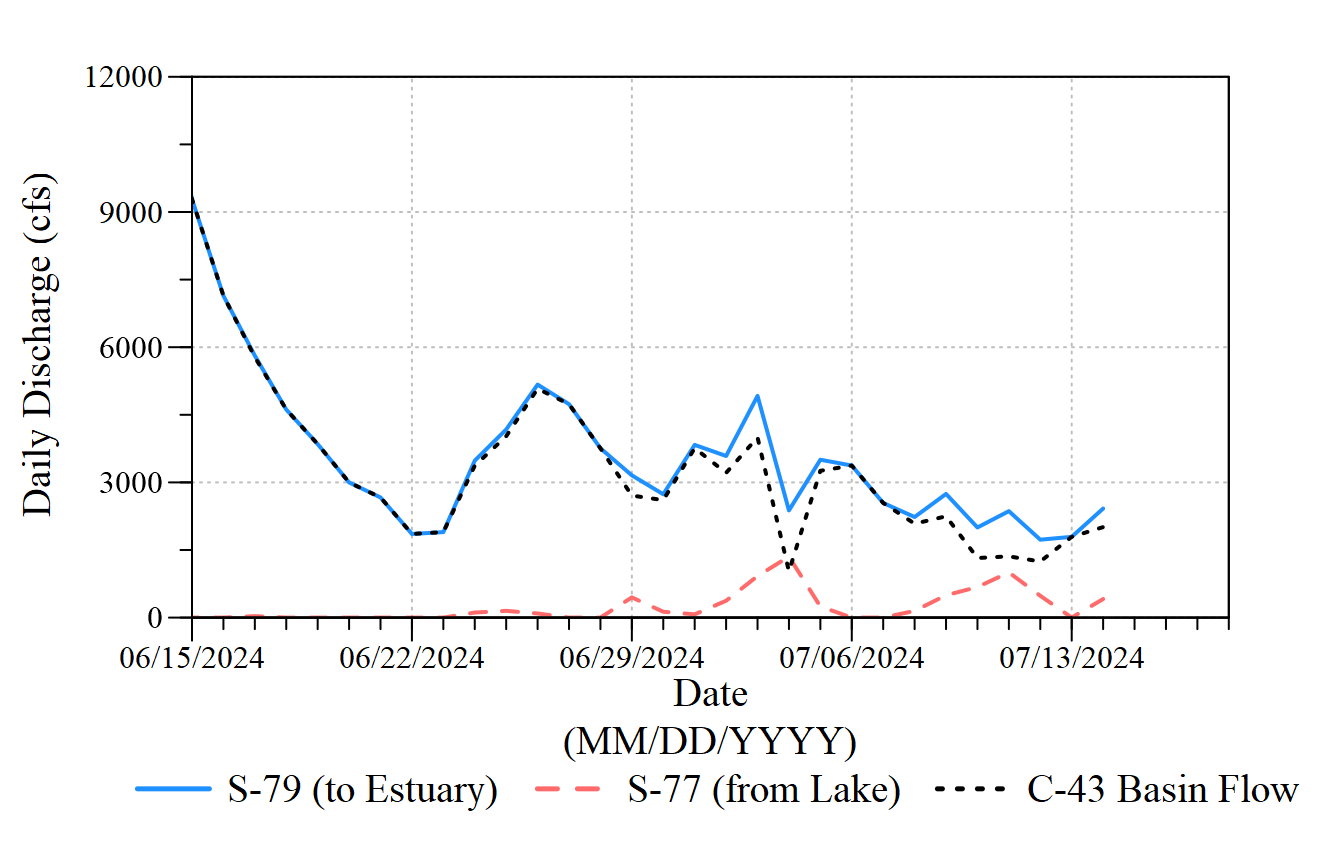 12000
9000
6000
3000
0
Daily Discharge (cfs)
06/15/2024 06/22/2024 06/29/2024 07/06/2024 07/13/2024
Date
(MM/DD/YYYY)
S-79 (to Estuary) S-77 (from Lake) C-43 Basin Flow